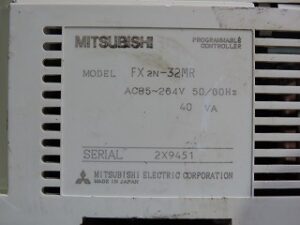 MITSUBISHI
PROGRAMMABLE
CONTROLLER
MODEL FX2N-32MR
AC85~264V 50/60Hz
40 VA
SERIAL 2X9451
MITSUBISHI ELECTRIC CORPORATION
MADE IN JAPAN